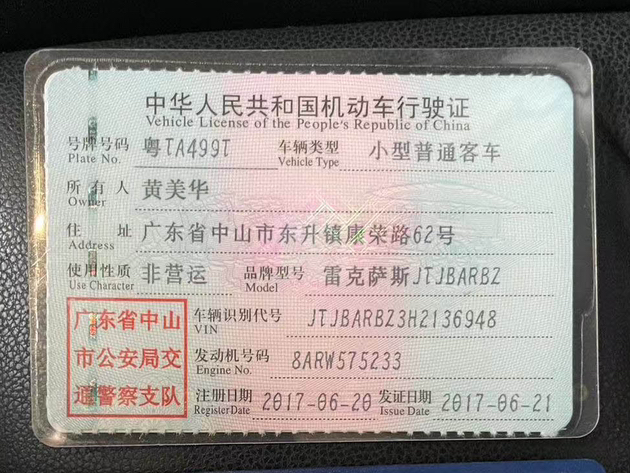 中华人民共和国机动车行驶证
Vehicle License of the People's Republic of China
号牌号码 粤TA499T 车辆类型 小型普通客车
Plate No. Vehicle Type
所有人 黄美华
Owner
住址 广东省中山市东升镇康荣路62号
Address
使用性质 非营运 品牌型号 雷克萨斯JTJBARBZ
Use Character Model
广东省中山 车辆识别代号 JTJBARBZ3H2136948
VIN
市公安局交 发动机号码 8ARW575233
Engine No.
通警察支队 注册日期 2017-06-20 发证日期 2017-06-21
Register Date Issue Date